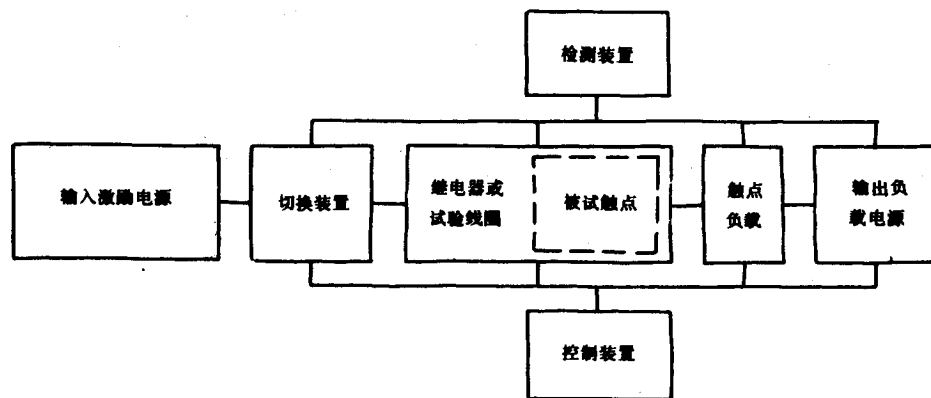 检测装置
输入激励电源
切换装置
继电器或
试验线圈
被试触点
触点
负载
输出负
载电源
控制装置